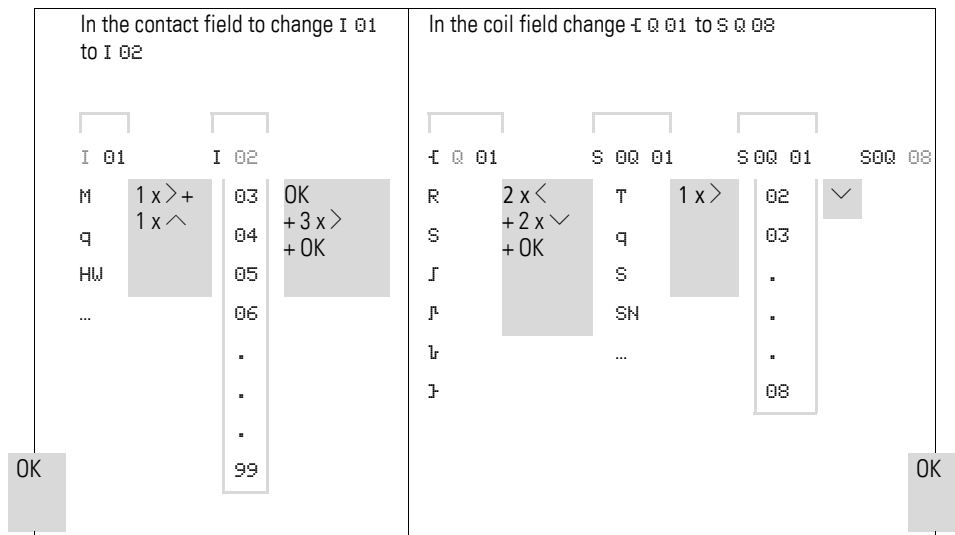 In the contact field to change I 01
to I 02
I 01
M
q
HW
...
1 x > +
1 x ^
I 02
03
04
05
06
.
.
.
99
OK
+ 3 x >
+ OK
OK
In the coil field change Q 01 to S Q 08
Q 01
R
S
2 x <
+ 2 x ﹀
+ OK
S 0Q 01
T
q
S
SN
...
1 x >
S 0Q 01
02
03
.
.
.
08
﹀
S0Q 08
OK